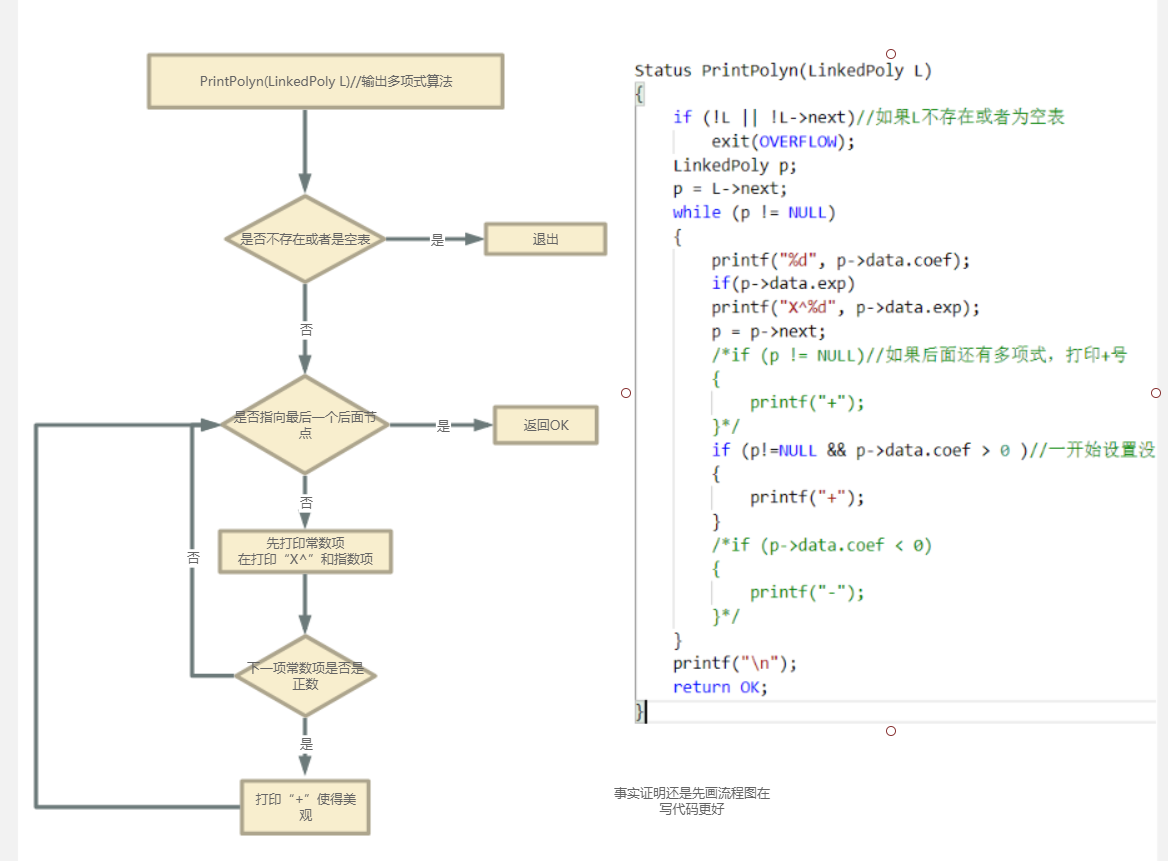 PrintPolyn(LinkedPoly L)//输出多项式算法
是否不存在或者是空表
是
退出
否
是否指向最后一个后面节
点
是
返回OK
否
先打印常数项
在打印“X^”和指数项
否
下一项常数项是否是
正数
是
打印“+”使得美
观
Status PrintPolyn(LinkedPoly L)
{
if (!L || !L->next)//如果L不存在或者为空表
exit(OVERFLOW);
LinkedPoly p;
p = L->next;
while (p != NULL)
{
printf("%d", p->data.coef);
if(p->data.exp)
printf("X^%d", p->data.exp);
p = p->next;
/*if (p != NULL)//如果后面还有多项式，打印+号
{
printf("+");
}*/
if (p!=NULL && p->data.coef > 0 )//一开始设置没
{
printf("+");
}
/*if (p->data.coef < 0)
{
printf("-");
}*/
}
printf("\n");
return OK;
}
事实证明还是先画流程图在
写代码更好